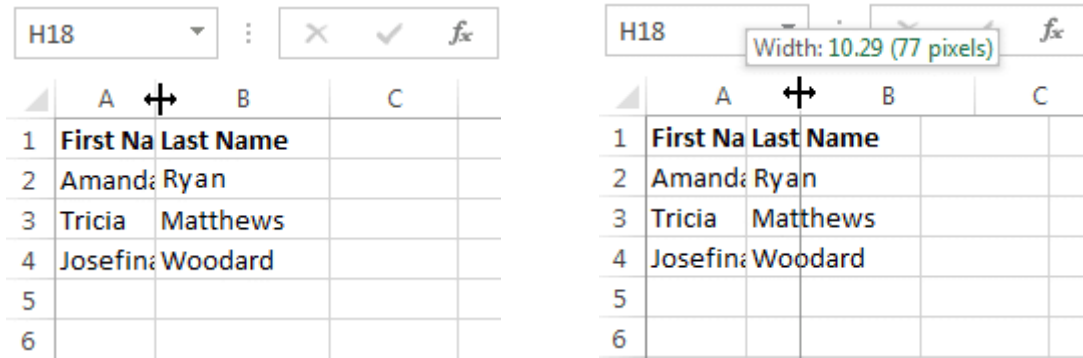 H18 fx
A B C
1 First Na Last Name
2 Amanda Ryan
3 Tricia Matthews
4 Josefina Woodard
5
6
H18 fx
Width: 10.29 (77 pixels)
A B C
1 First Na Last Name
2 Amanda Ryan
3 Tricia Matthews
4 Josefina Woodard
5
6